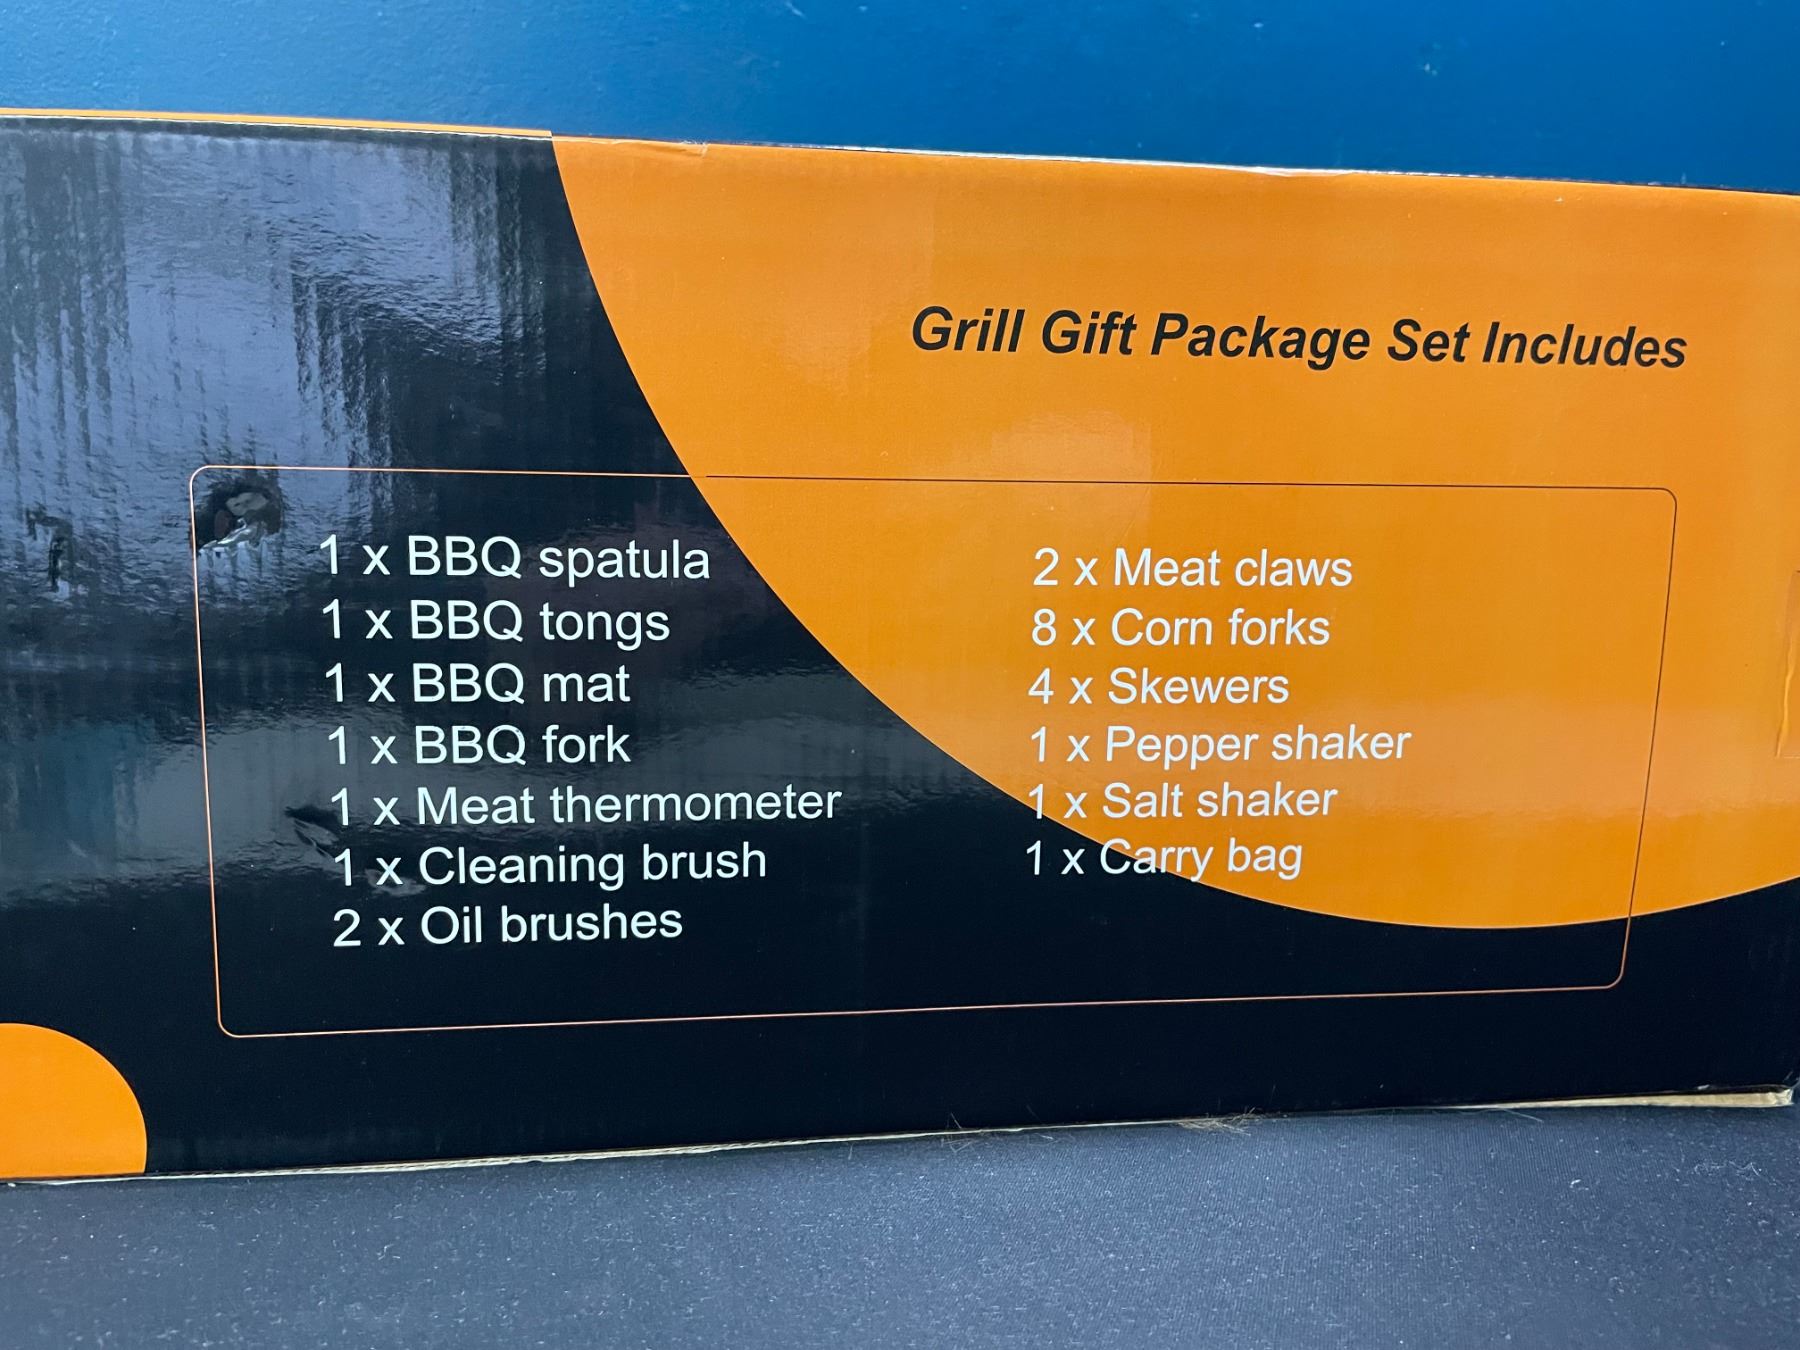 Grill Gift Package Set Includes
1 x BBQ spatula
1 x BBQ tongs
1 x BBQ mat
1 x BBQ fork
1 x Meat thermometer
1 x Cleaning brush
2 x Oil brushes
2 x Meat claws
8 x Corn forks
4 x Skewers
1 x Pepper shaker
1 x Salt shaker
1 x Carry bag